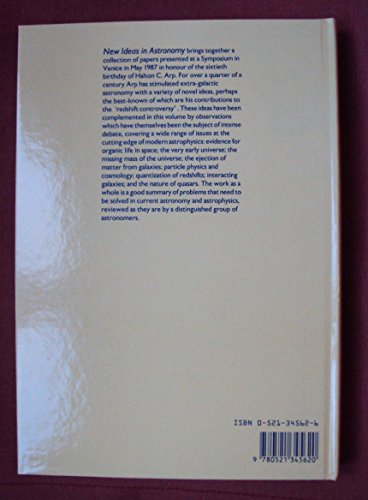 New Ideas in Astronomy brings together a
collection of papers presented at a Symposium in
Venice in May 1987 in honour of the sixtieth
birthday of Halton C. Arp. For over a quarter of a
century Arp has stimulated extra-galactic
astronomy with a variety of novel ideas, perhaps
the best-known of which are his contributions to
the 'redshift controversy'. These ideas have been
complemented in this volume by observations
which have themselves been the subject of intense
debate, covering a wide range of issues at the
cutting edge of modern astrophysics: evidence for
organic life in space; the very early universe; the
missing mass of the universe; the ejection of
matter from galaxies; particle physics and
cosmology; quantization of redshifts; interacting
galaxies; and the nature of quasars. The work as a
whole is a good summary of problems that need to
be solved in current astronomy and astrophysics,
reviewed as they are by a distinguished group of
astronomers.
ISBN 0-521-34562-6
9 780521 345620